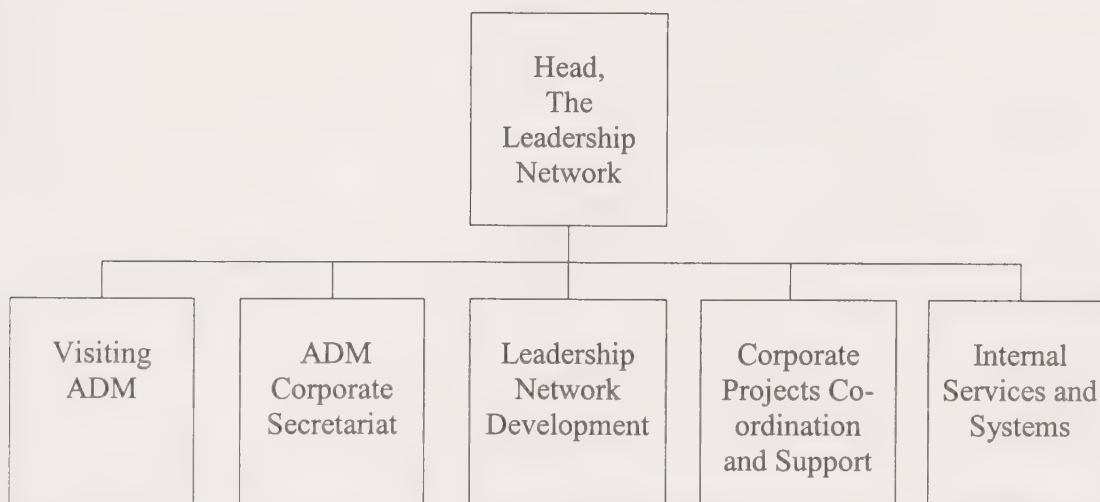 Head,
The
Leadership
Network
Visiting
ADM
ADM
Corporate
Secretariat
Leadership
Network
Development
Corporate
Projects Co-
ordination
and Support
Internal
Services and
Systems